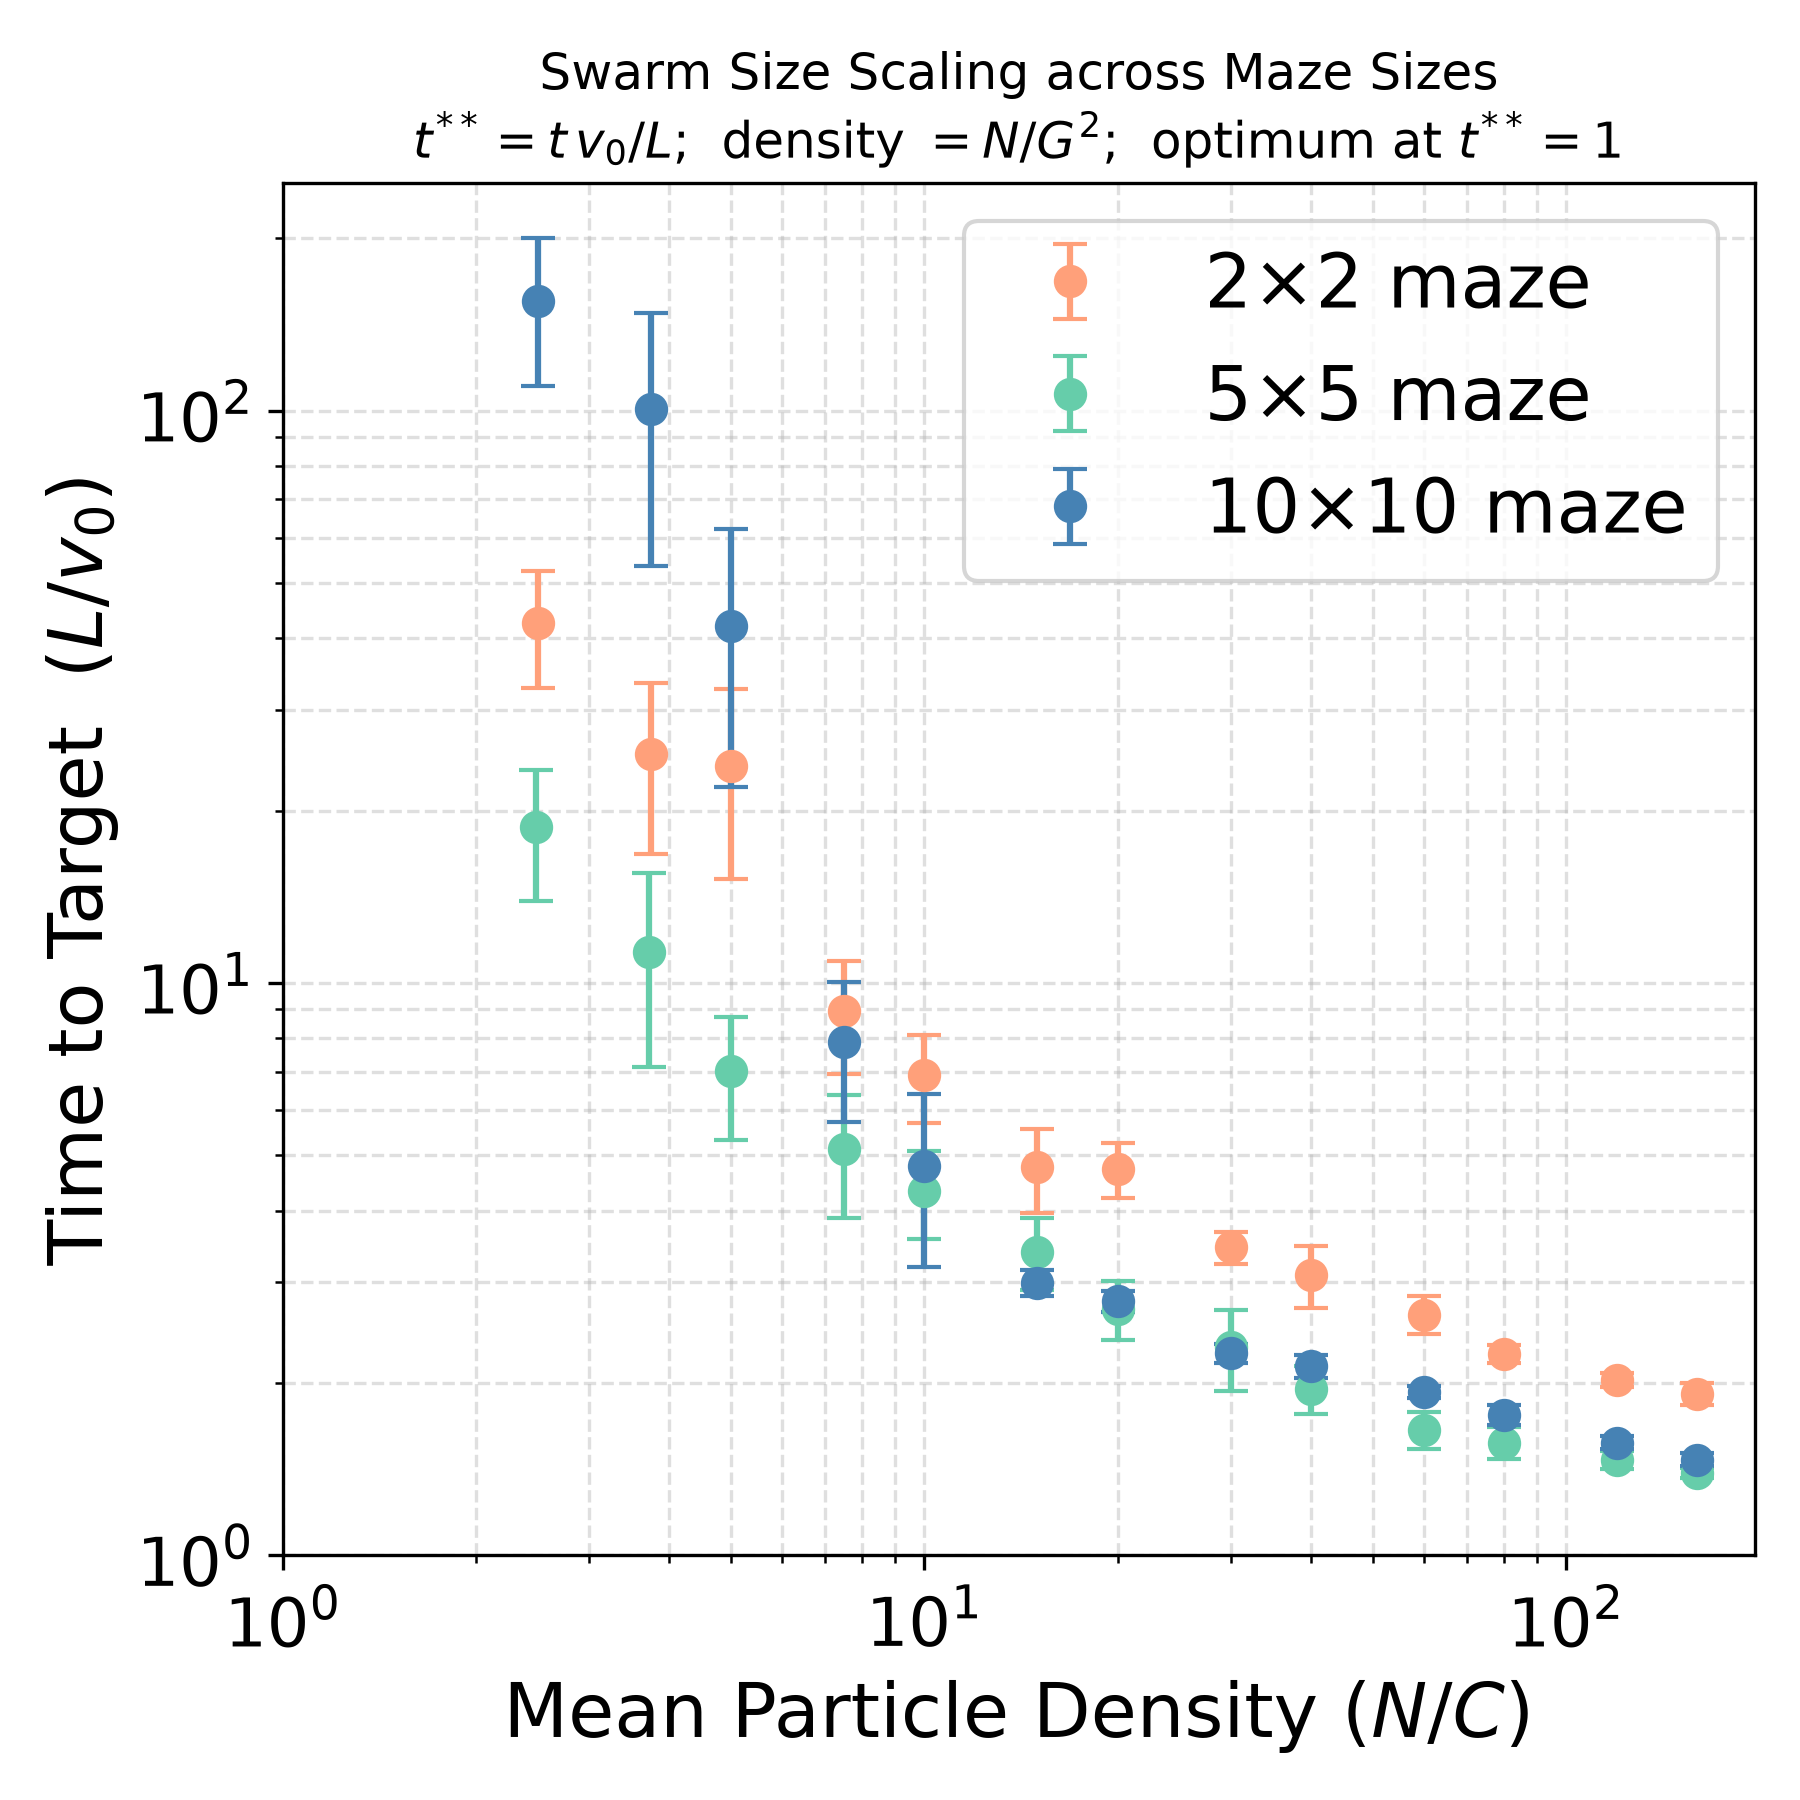 Swarm Size Scaling across Maze Sizes
t** = t v₀/L; density = N/G²; optimum at t** = 1
2×2 maze
5×5 maze
10×10 maze
Time to Target (L/v₀)
10²
10¹
10⁰
10⁰ 10¹ 10²
Mean Particle Density (N/C)